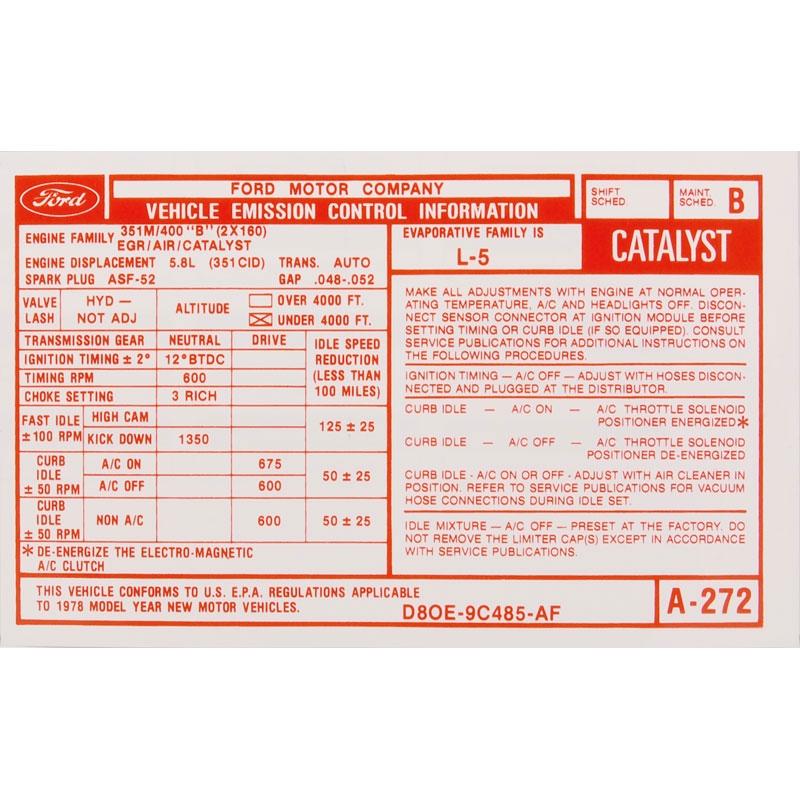 Ford
FORD MOTOR COMPANY
VEHICLE EMISSION CONTROL INFORMATION
SHIFT SCHED.
MAINT. SCHED. B
ENGINE FAMIILY 351M/400 "B" (2X160)
EGR/AIR/CATALYST
ENGINE DISPLACEMENT 5.8L (351 CID) TRANS. AUTO
SPARK PLUG ASF-52 GAP .048-.052
EVAPORATIVE FAMILY IS
L-5
CATALYST
VALVE LASH
HYD —
NOT ADJ
ALTITUDE
OVER 4000 FT.
UNDER 4000 FT.
TRANSMISSION GEAR NEUTRAL DRIVE
IDLE SPEED
REDUCTION
(LESS THAN
100 MILES)
IGNITION TIMING ± 2° 12° BTDC
TIMING RPM 600
CHOKE SETTING 3 RICH
FAST IDLE
± 100 RPM
HIGH CAM
KICK DOWN 1350
125 ± 25
CURB
IDLE
± 50 RPM
A/C ON 675
A/C OFF 600
50 ± 25
CURB
IDLE
± 50 RPM
NON A/C 600 50 ± 25
* DE-ENERGIZE THE ELECTRO-MAGNETIC
A/C CLUTCH
MAKE ALL ADJUSTMENTS WITH ENGINE AT NORMAL OPER-
ATING TEMPERATURE, A/C AND HEADLIGHTS OFF. DISCON-
NECT SENSOR CONNECTOR AT IGNITION MODULE BEFORE
SETTING TIMING OR CURB IDLE (IF SO EQUIPPED). CONSULT
SERVICE PUBLICATIONS FOR ADDITIONAL INSTRUCTIONS ON
THE FOLLOWING PROCEDURES.
IGNITION TIMING — A/C OFF — ADJUST WITH HOSES DISCON-
NECTED AND PLUGGED AT THE DISTRIBUTOR.
CURB IDLE — A/C ON — A/C THROTTLE SOLENOID
POSITIONER ENERGIZED*
CURB IDLE — A/C OFF — A/C THROTTLE SOLENOID
POSITIONER DE-ENERGIZED
CURB IDLE - A/C ON OR OFF - ADJUST WITH AIR CLEANER IN
POSITION. REFER TO SERVICE PUBLICATIONS FOR VACUUM
HOSE CONNECTIONS DURING IDLE SET.
IDLE MIXTURE — A/C OFF — PRESET AT THE FACTORY. DO
NOT REMOVE THE LIMITER CAP(S) EXCEPT IN ACCORDANCE
WITH SERVICE PUBLICATIONS.
THIS VEHICLE CONFORMS TO U.S. E.P.A. REGULATIONS APPLICABLE
TO 1978 MODEL YEAR NEW MOTOR VEHICLES.
D8OE-9C485-AF
A-272